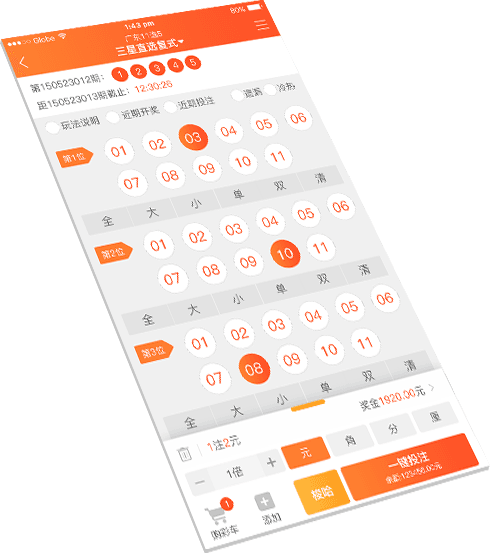 Globe 1:43 pm 80%
广东11选5
三星直选复式
第150523012期： 1 2 3 4 5
距150523013期截止：12:30:26
玩法说明 近期开奖 近期投注 遗漏 冷热
第1位 01 02 03 04 05 06
07 08 09 10 11
全 大 小 单 双 清
第2位 01 02 03 04 05 06
07 08 09 10 11
全 大 小 单 双 清
第3位 01 02 03 04 05 06
07 08 09 10 11
全 大 小 单 双 清
1注2元 奖金1920.00元
− 1倍 + 元 角 分 厘
1
购彩车 添加 梭哈 一键投注